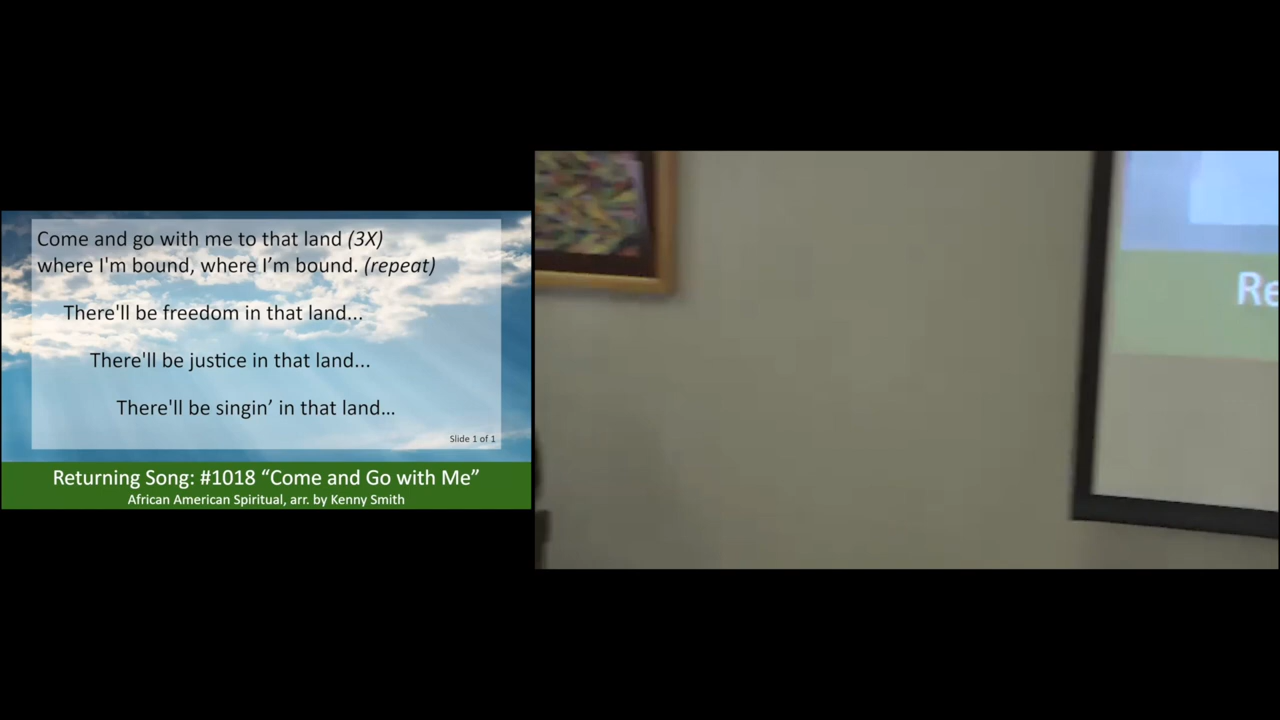 Come and go with me to that land (3X)
where I'm bound, where I’m bound. (repeat)
There'll be freedom in that land...
There'll be justice in that land...
There'll be singin’ in that land...
Slide 1 of 1
Returning Song: #1018 “Come and Go with Me”
African American Spiritual, arr. by Kenny Smith
Re